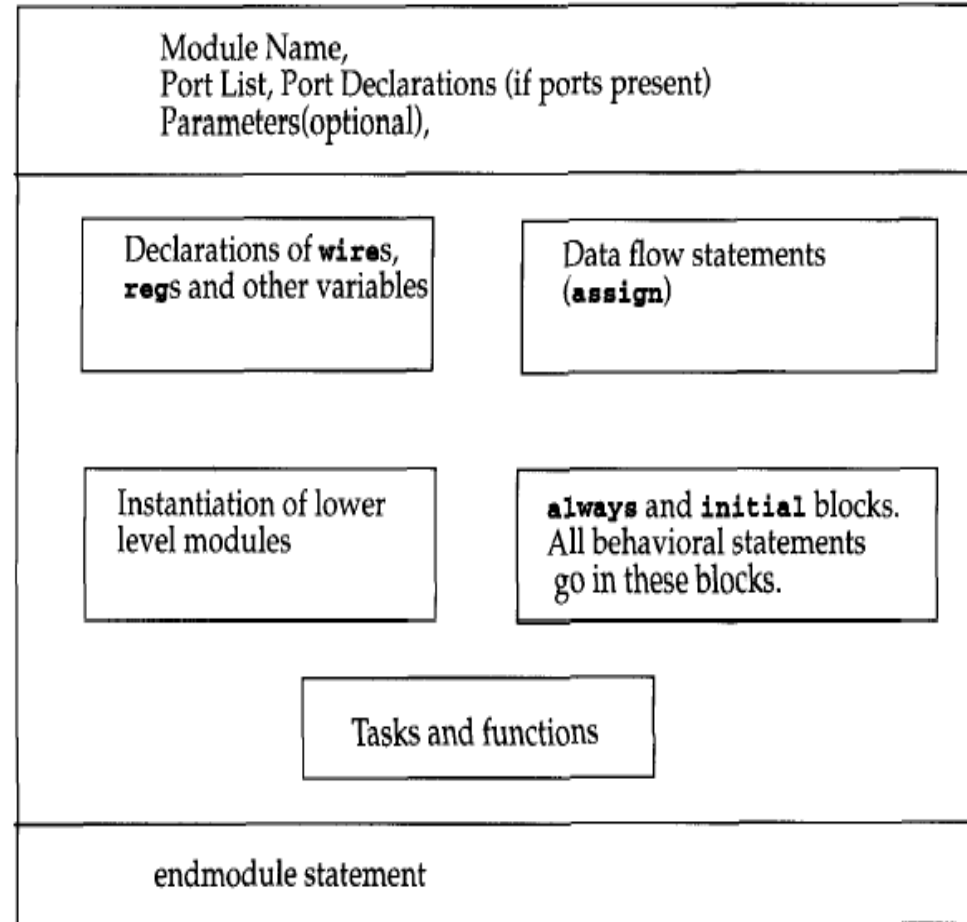 Module Name,
Port List, Port Declarations (if ports present)
Parameters(optional),
Declarations of wires,
regs and other variables
Data flow statements
(assign)
Instantiation of lower
level modules
always and initial blocks.
All behavioral statements
go in these blocks.
Tasks and functions
endmodule statement